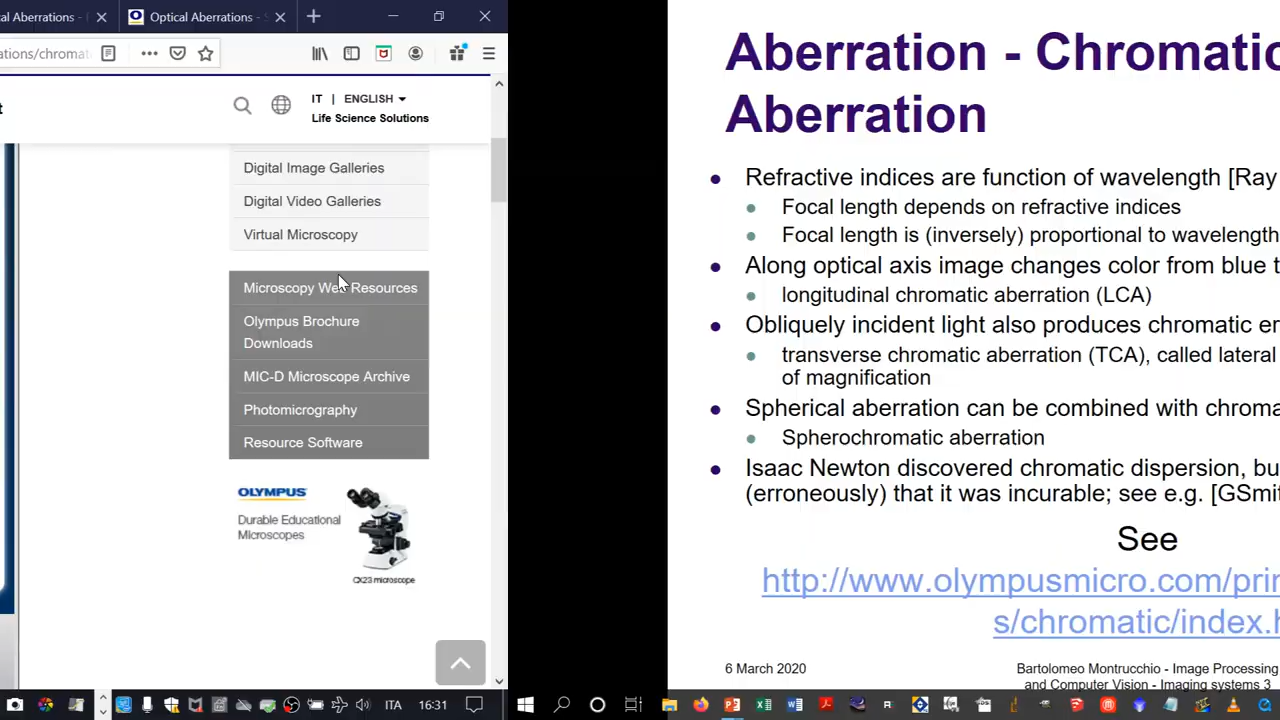 al Aberrations -
Optical Aberrations -
ations/chromat
t
IT | ENGLISH
Life Science Solutions
Digital Image Galleries
Digital Video Galleries
Virtual Microscopy
Microscopy Web Resources
Olympus Brochure
Downloads
MIC-D Microscope Archive
Photomicrography
Resource Software
OLYMPUS
Durable Educational
Microscopes
CX23 microscope
ITA
16:31
Aberration - Chromatic
Aberration
• Refractive indices are function of wavelength [Ray
• Focal length depends on refractive indices
• Focal length is (inversely) proportional to wavelength
• Along optical axis image changes color from blue t
• longitudinal chromatic aberration (LCA)
• Obliquely incident light also produces chromatic er
• transverse chromatic aberration (TCA), called lateral
of magnification
• Spherical aberration can be combined with chroma
• Spherochromatic aberration
• Isaac Newton discovered chromatic dispersion, bu
(erroneously) that it was incurable; see e.g. [GSmit
See
http://www.olympusmicro.com/prim
s/chromatic/index.h
6 March 2020
Bartolomeo Montrucchio - Image Processing
and Computer Vision - Imaging systems 3